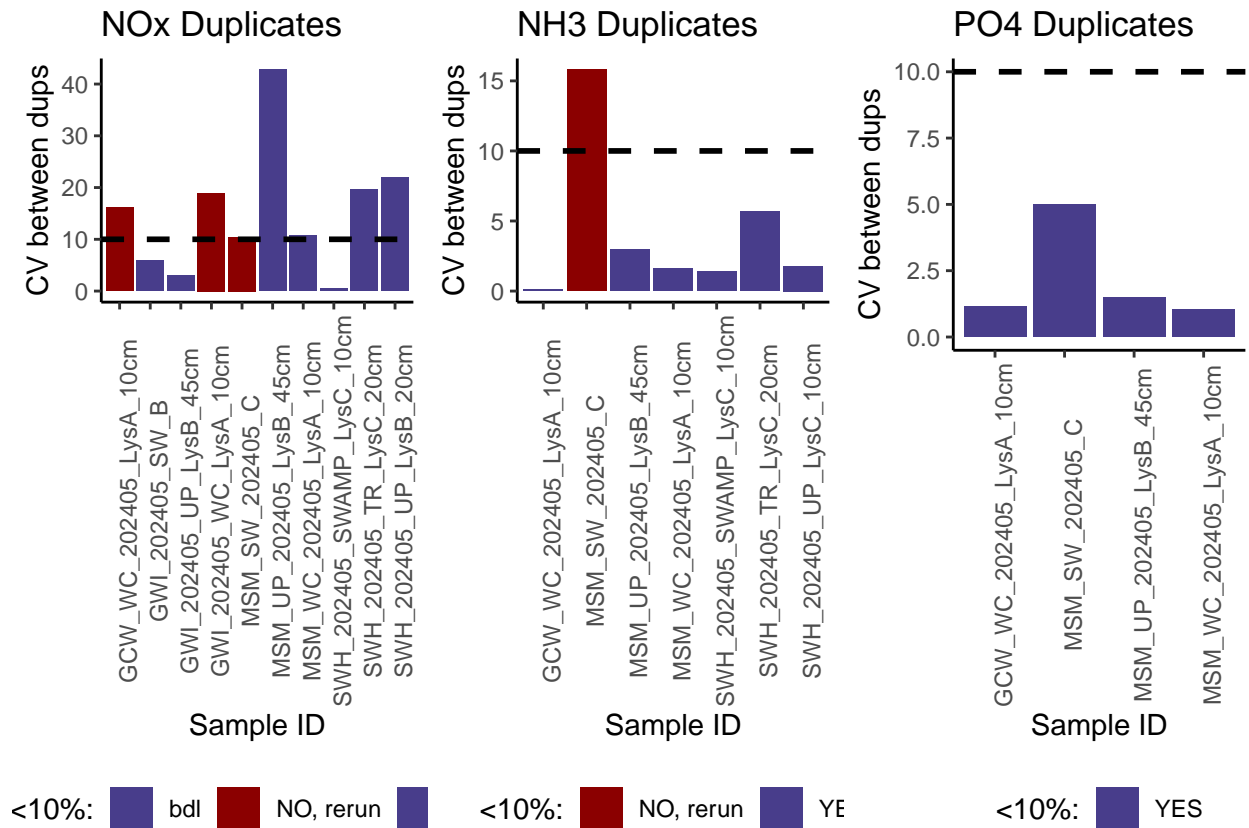 NOx Duplicates
CV between dups
40
30
20
10
0
GCW_WC_202405_LysA_10cm
GWI_202405_SW_B
GWI_202405_UP_LysB_45cm
GWI_202405_WC_LysA_10cm
MSM_SW_202405_C
MSM_UP_202405_LysB_45cm
MSM_WC_202405_LysA_10cm
SWH_202405_SWAMP_LysC_10cm
SWH_202405_TR_LysC_20cm
SWH_202405_UP_LysB_20cm
Sample ID
<10%: bdl NO, rerun
NH3 Duplicates
CV between dups
15
10
5
0
GCW_WC_202405_LysA_10cm
MSM_SW_202405_C
MSM_UP_202405_LysB_45cm
MSM_WC_202405_LysA_10cm
SWH_202405_SWAMP_LysC_10cm
SWH_202405_TR_LysC_20cm
SWH_202405_UP_LysC_10cm
Sample ID
<10%: NO, rerun
PO4 Duplicates
CV between dups
10.0
7.5
5.0
2.5
0.0
GCW_WC_202405_LysA_10cm
MSM_SW_202405_C
MSM_UP_202405_LysB_45cm
MSM_WC_202405_LysA_10cm
Sample ID
<10%: YES